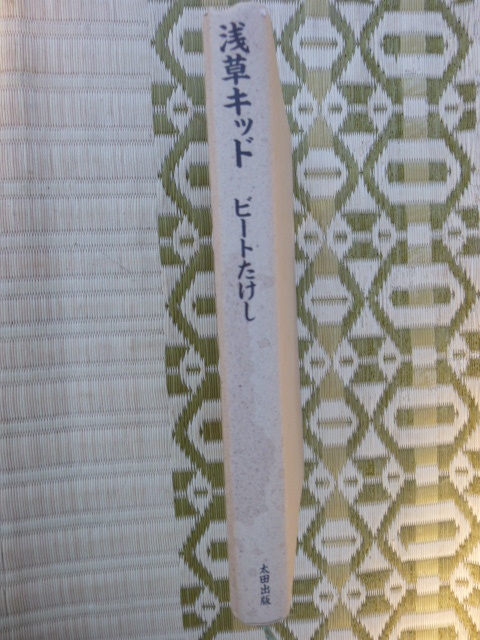 浅草キッド
ビートたけし
太田出版